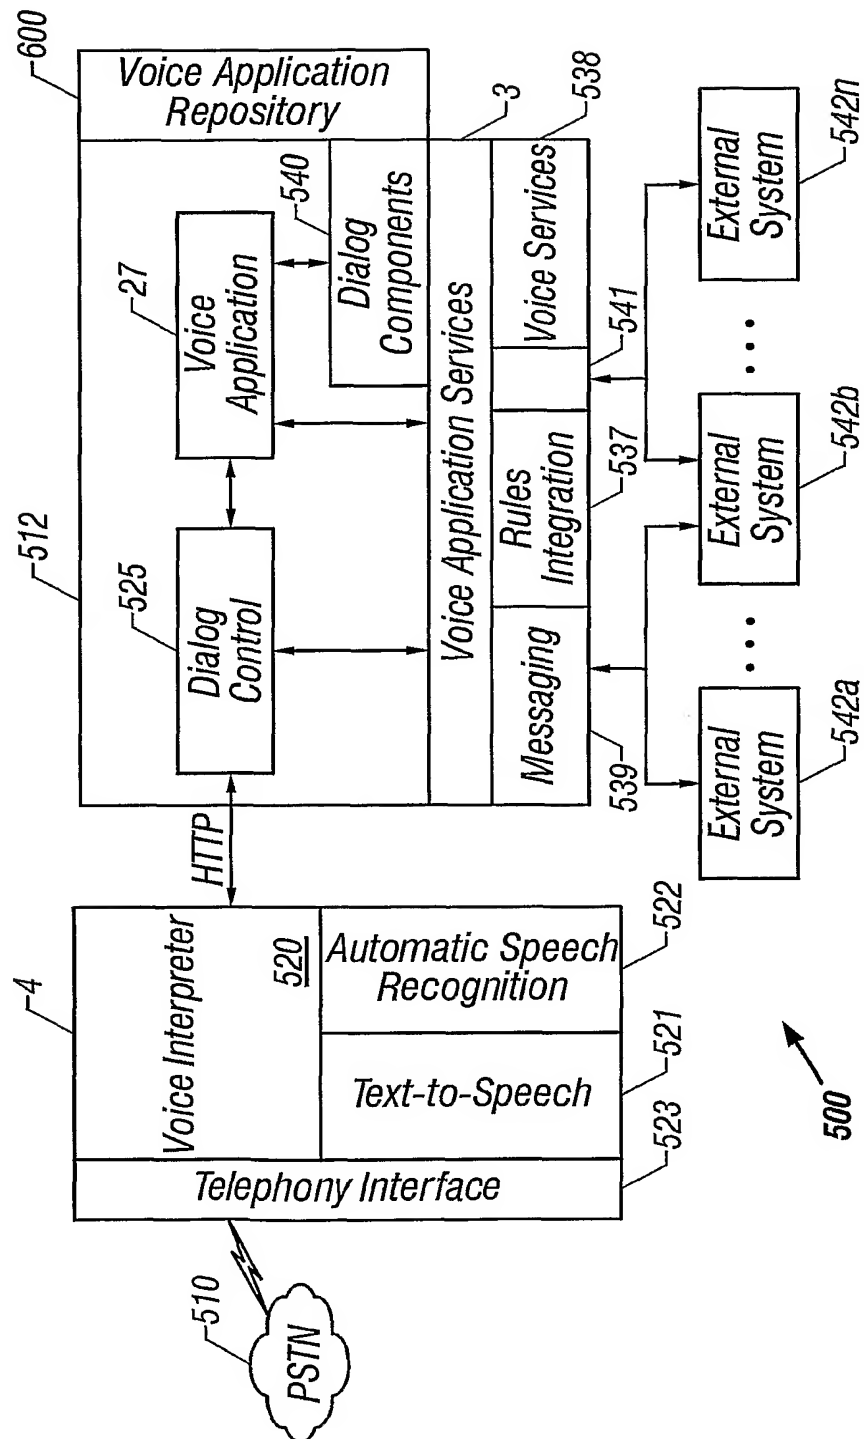 600
Voice Application
Repository
512
27
Voice
Application
540
Dialog
Components
525
Dialog
Control
HTTP
3
Voice Application Services
538
Voice Services
541
Rules
Integration
537
Messaging
539
4
Voice Interpreter
520
Automatic Speech
Recognition
522
Text-to-Speech
521
Telephony Interface
523
510
PSTN
External
System
542a
• • •
External
System
542b
• • •
External
System
542n
500